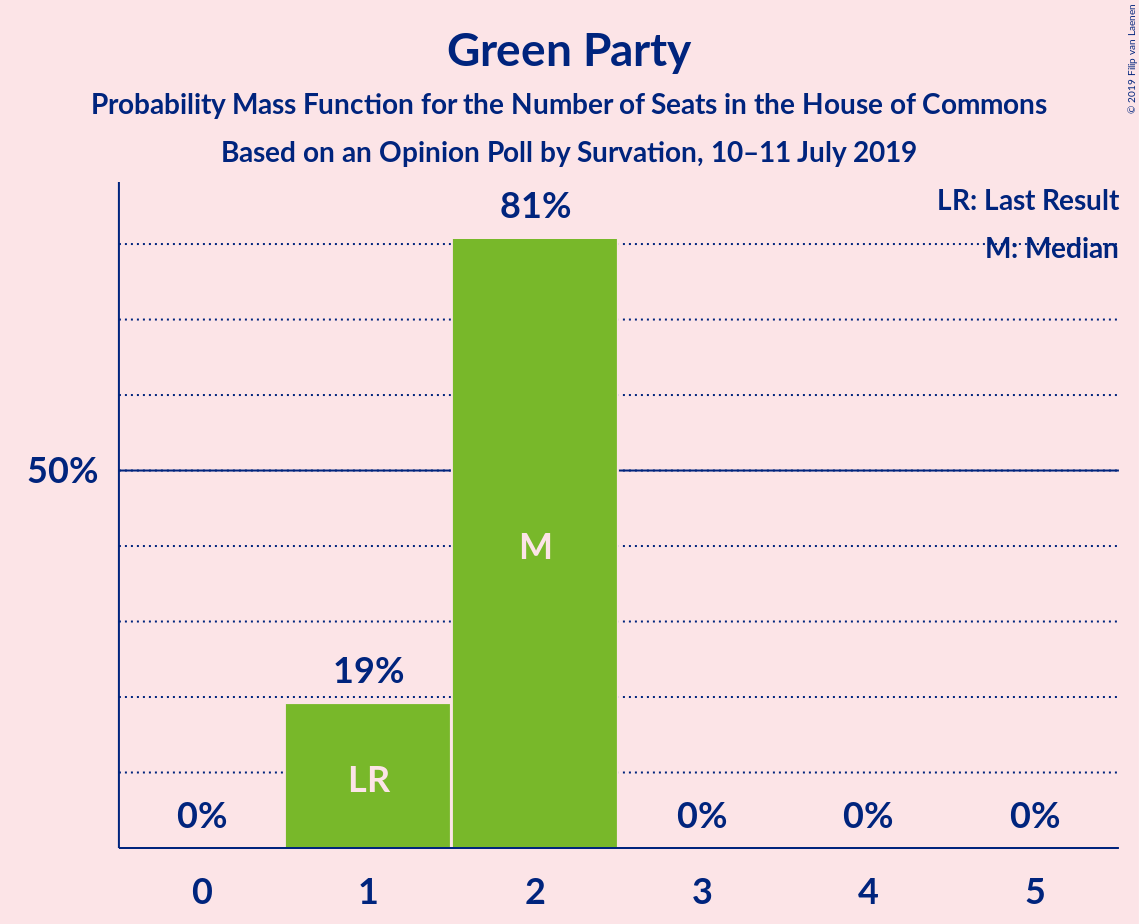 Green Party
Probability Mass Function for the Number of Seats in the House of Commons
Based on an Opinion Poll by Survation, 10–11 July 2019
© 2019 Filip van Laenen
LR: Last Result
M: Median
81%
50%
M
19%
LR
0%
0%
0%
0%
0
1
2
3
4
5